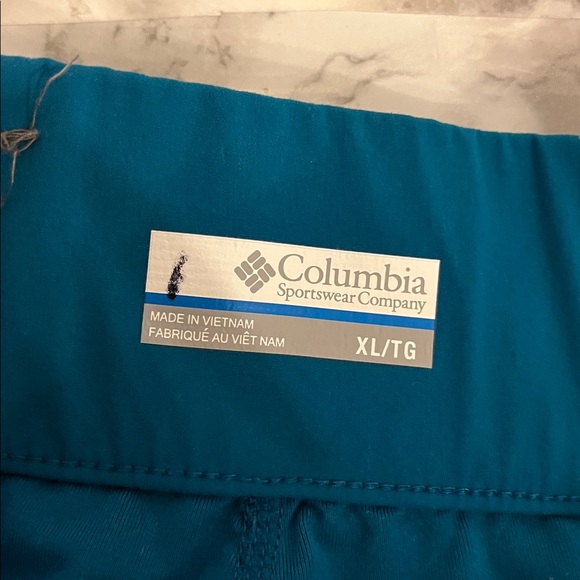 Columbia
Sportswear Company
MADE IN VIETNAM
FABRIQUÉ AU VIÊT NAM
XL/TG